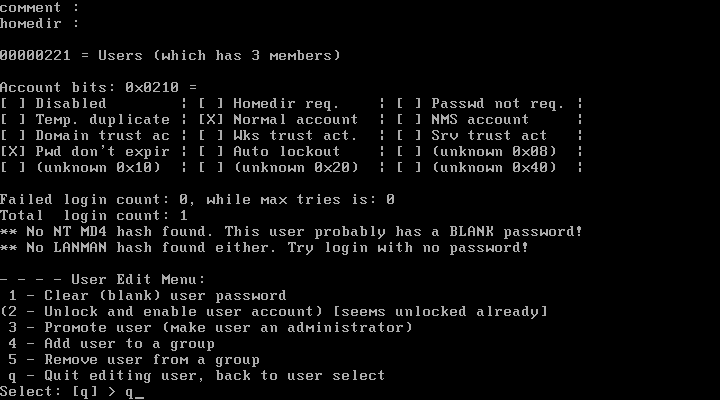 comment :
homedir :
00000221 = Users (which has 3 members)
Account bits: 0x0210 =
[ ] Disabled        ¦ [ ] Homedir req.    ¦ [ ] Passwd not req. ¦
[ ] Temp. duplicate ¦ [X] Normal account  ¦ [ ] NMS account     ¦
[ ] Domain trust ac ¦ [ ] Wks trust act.  ¦ [ ] Srv trust act   ¦
[X] Pwd don't expir ¦ [ ] Auto lockout    ¦ [ ] (unknown 0x08)  ¦
[ ] (unknown 0x10)  ¦ [ ] (unknown 0x20)  ¦ [ ] (unknown 0x40)  ¦
Failed login count: 0, while max tries is: 0
Total  login count: 1
** No NT MD4 hash found. This user probably has a BLANK password!
** No LANMAN hash found either. Try login with no password!
- - - - User Edit Menu:
 1 - Clear (blank) user password
(2 - Unlock and enable user account) [seems unlocked already]
 3 - Promote user (make user an administrator)
 4 - Add user to a group
 5 - Remove user from a group
 q - Quit editing user, back to user select
Select: [q] > q_